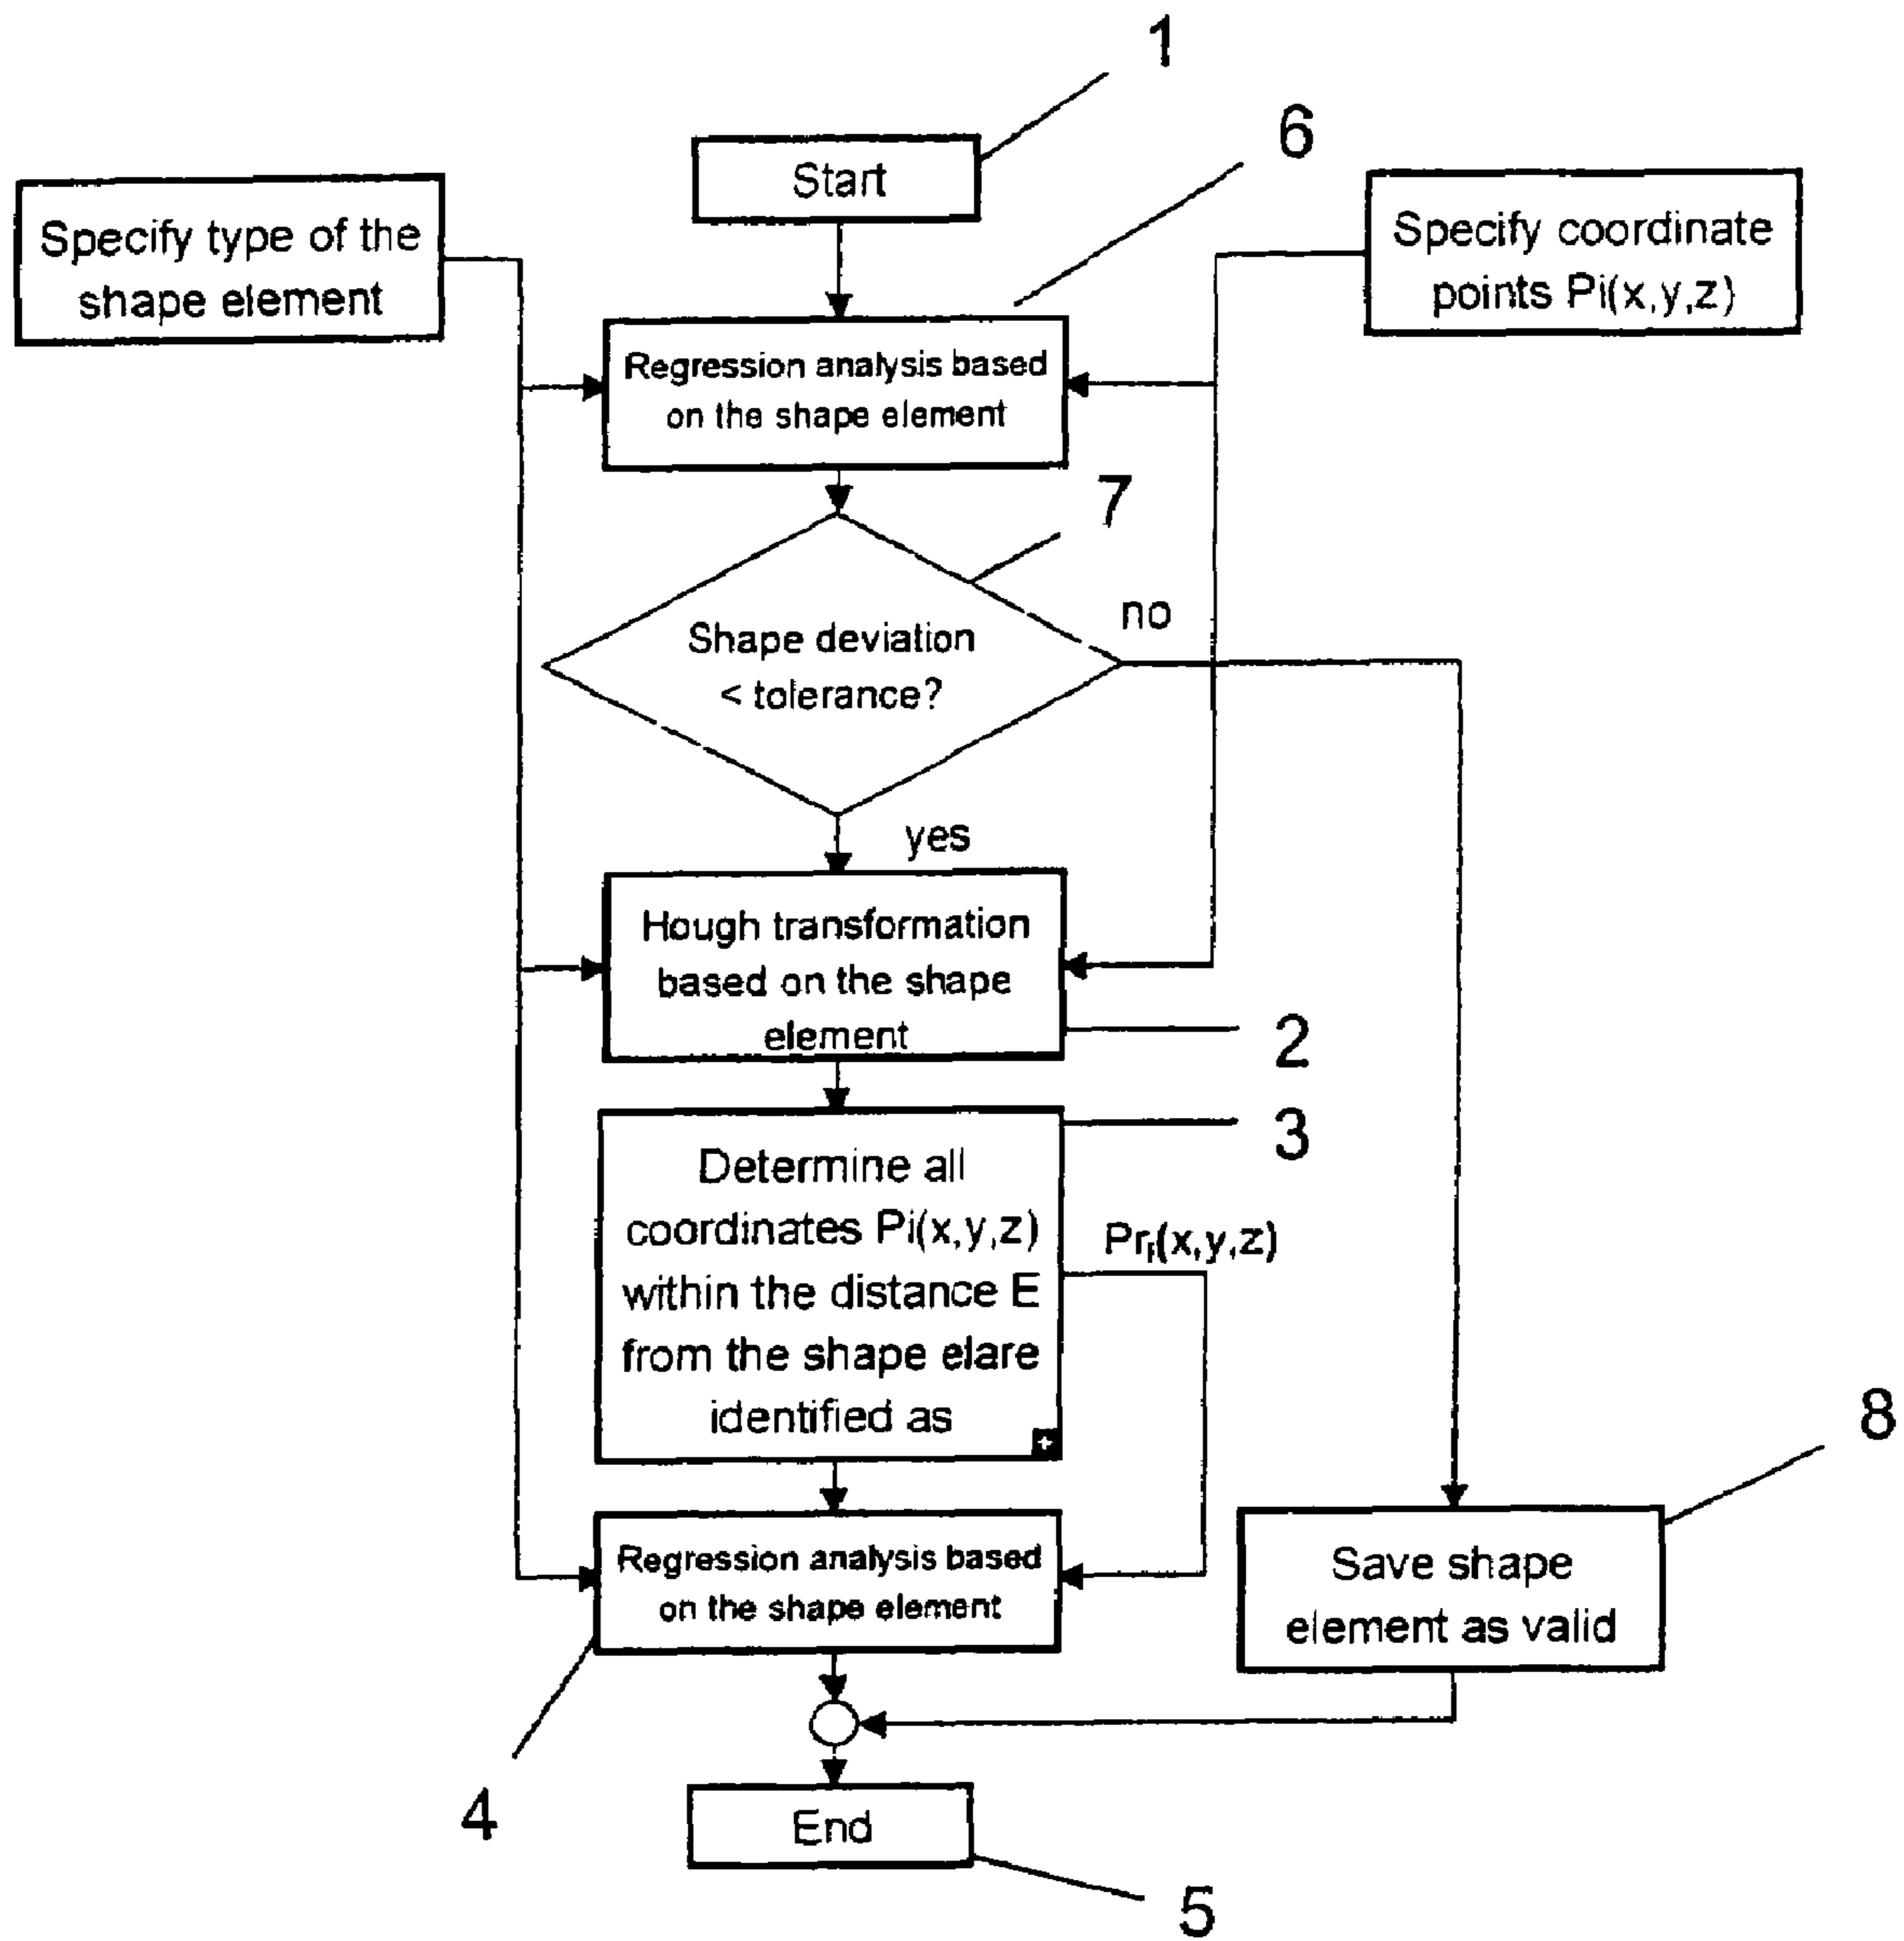 1
6
Start
Specify type of the
shape element
Specify coordinate
points Pi(x,y,z)
Regression analysis based
on the shape element
7
no
Shape deviation
< tolerance?
yes
Hough transformation
based on the shape
element
2
3
Determine all
coordinates Pi(x,y,z)
within the distance E
from the shape elare
identified as
Pri(x,y,z)
8
Regression analysis based
on the shape element
Save shape
element as valid
4
End
5